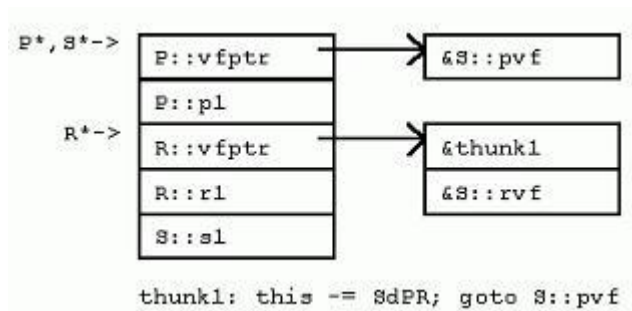 P*,S*-> P::vfptr &S::pvf
P::p1
R*-> R::vfptr &thunk1
R::r1 &S::rvf
S::s1
thunk1: this -= SdPR; goto S::pvf